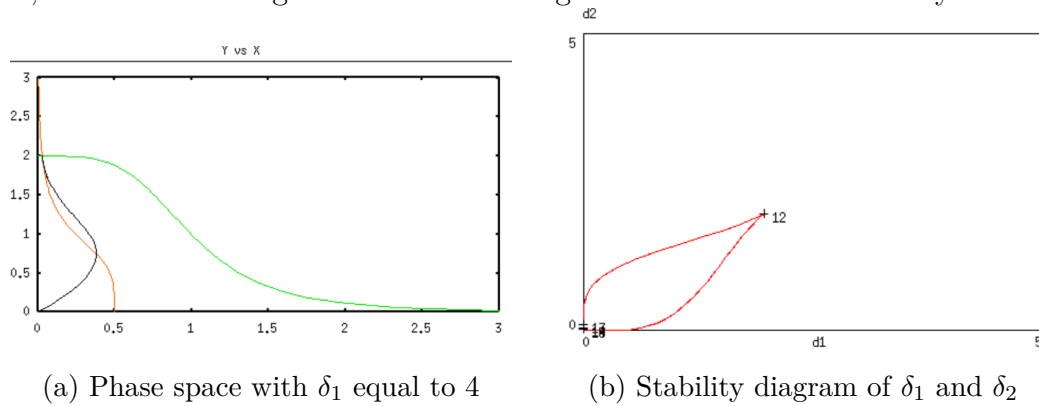 Y vs X
3
2.5
2
1.5
1
0.5
0
0 0.5 1 1.5 2 2.5 3
d2
5
12
0
17
0 d1 5
(a) Phase space with δ₁ equal to 4
(b) Stability diagram of δ₁ and δ₂